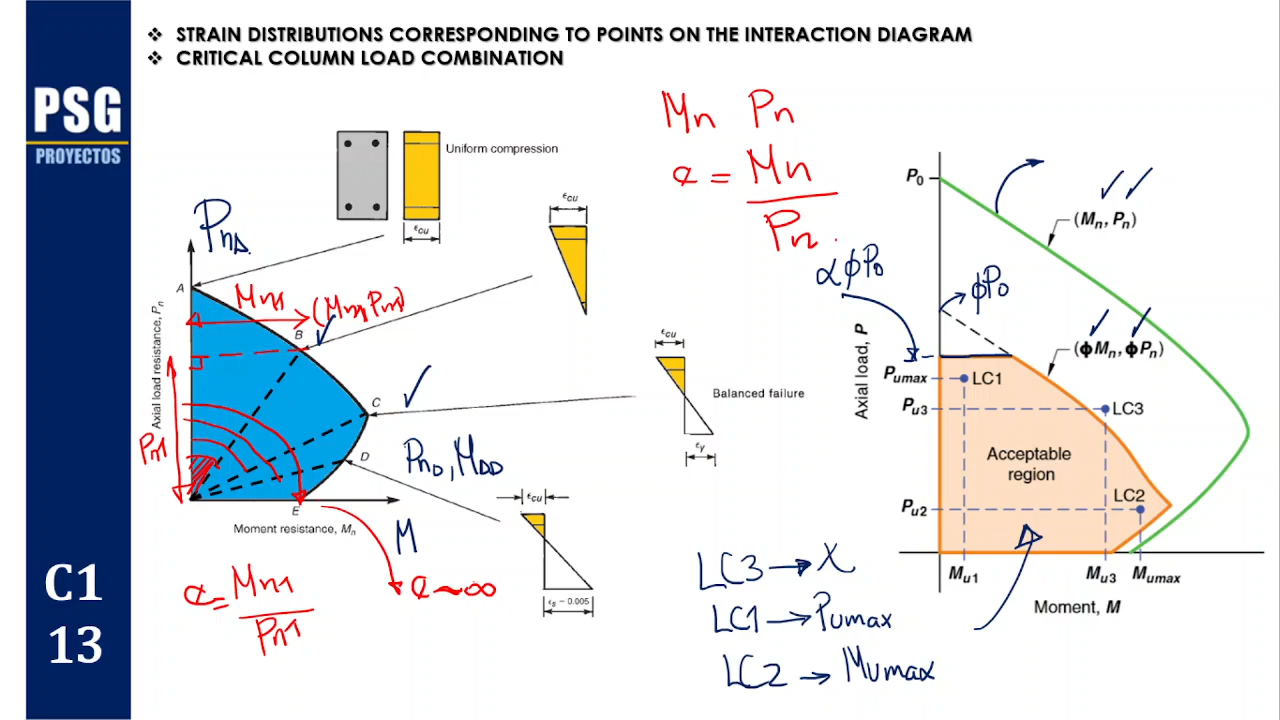 ❖ STRAIN DISTRIBUTIONS CORRESPONDING TO POINTS ON THE INTERACTION DIAGRAM
❖ CRITICAL COLUMN LOAD COMBINATION
PSG
PROYECTOS
C1
13
Uniform compression
ϵcu
ϵcu
PnA
A
Mn1
(Mn1, Pn1)
B
C
D
E
Pn1
Axial load resistance, Pn
Moment resistance, Mn
M
PnD, MDD
ϵcu
Balanced failure
ϵy
ϵcu
ϵs = 0.005
e = Mn1
Pn1
e ~ ∞
Mn Pn
e = Mn
Pn
P0
(Mn, Pn)
αϕP0
ϕP0
(ϕMn, ϕPn)
Axial load, P
Pumax
LC1
Pu3
LC3
Acceptable
region
LC2
Pu2
Mu1
Mu3
Mumax
Moment, M
LC3 → X
LC1 → Pumax
LC2 → Mumax